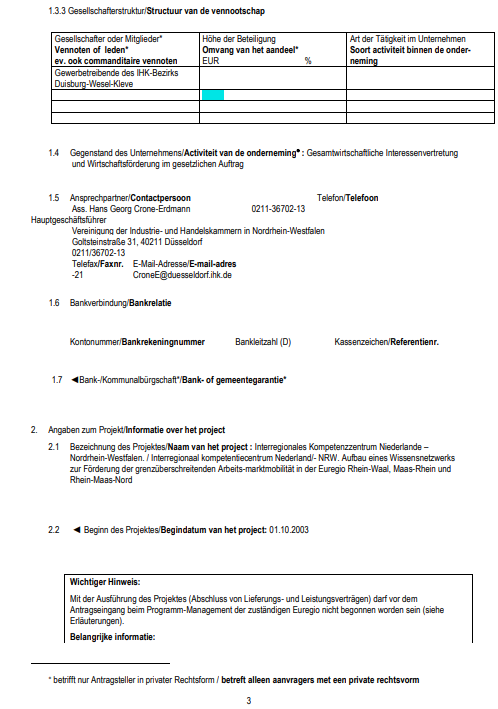 1.3.3 Gesellschafterstruktur/Structuur van de vennootschap
Gesellschafter oder Mitglieder* Höhe der Beteiligung Art der Tätigkeit im Unternehmen
Vennoten of leden* Omvang van het aandeel* Soort activiteit binnen de onder-
ev. ook commanditaire vennoten EUR % neming
Gewerbetreibende des IHK-Bezirks
Duisburg-Wesel-Kleve
1.4 Gegenstand des Unternehmens/Activiteit van de onderneming• : Gesamtwirtschaftliche Interessenvertretung
und Wirtschaftsförderung im gesetzlichen Auftrag
1.5 Ansprechpartner/Contactpersoon Telefon/Telefoon
Ass. Hans Georg Crone-Erdmann 0211-36702-13
Hauptgeschäftsführer
Vereinigung der Industrie- und Handelskammern in Nordrhein-Westfalen
Goltsteinstraße 31, 40211 Düsseldorf
0211/36702-13
Telefax/Faxnr. E-Mail-Adresse/E-mail-adres
-21 CroneE@duesseldorf.ihk.de
1.6 Bankverbindung/Bankrelatie
Kontonummer/Bankrekeningnummer Bankleitzahl (D) Kassenzeichen/Referentienr.
1.7 ◄Bank-/Kommunalbürgschaft*/Bank- of gemeentegarantie*
2. Angaben zum Projekt/Informatie over het project
2.1 Bezeichnung des Projektes/Naam van het project : Interregionales Kompetenzzentrum Niederlande –
Nordrhein-Westfalen. / Interregionaal kompetentiecentrum Nederland/- NRW. Aufbau eines Wissensnetzwerks
zur Förderung der grenzüberschreitenden Arbeits-marktmobilität in der Euregio Rhein-Waal, Maas-Rhein und
Rhein-Maas-Nord
2.2 ◄ Beginn des Projektes/Begindatum van het project: 01.10.2003
Wichtiger Hinweis:
Mit der Ausführung des Projektes (Abschluss von Lieferungs- und Leistungsverträgen) darf vor dem
Antragseingang beim Programm-Management der zuständigen Euregio nicht begonnen worden sein (siehe
Erläuterungen).
Belangrijke informatie:
* betrifft nur Antragsteller in privater Rechtsform / betreft alleen aanvragers met een private rechtsvorm
3